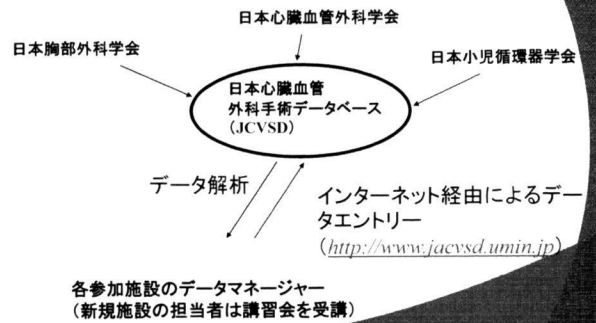 日本心臓血管外科学会
日本胸部外科学会
日本小児循環器学会
日本心臓血管
外科手術データベース
（JCVSD）
データ解析
インターネット経由によるデー
タエントリー
（http://www.jacvsd.umin.jp）
各参加施設のデータマネージャー
（新規施設の担当者は講習会を受講）